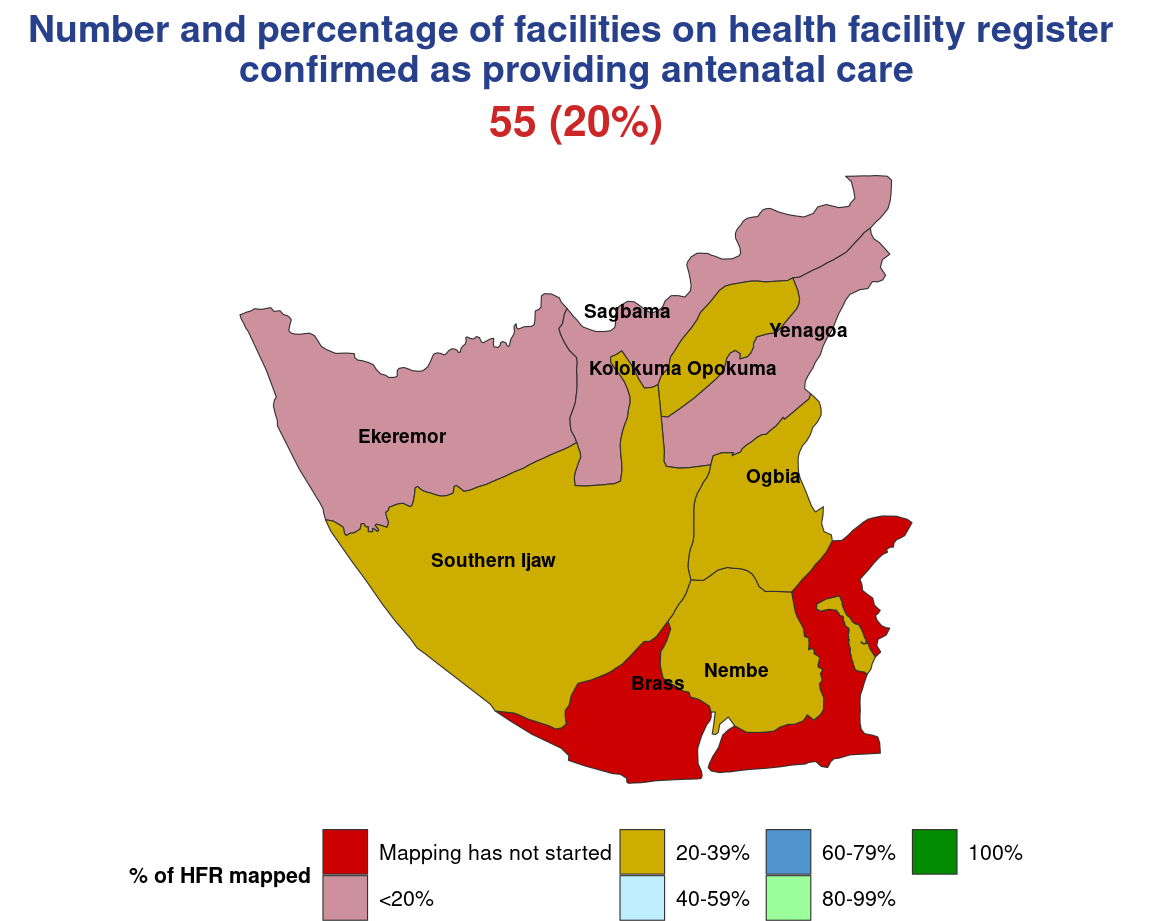 Number and percentage of facilities on health facility register
confirmed as providing antenatal care
55 (20%)
Sagbama
Yenagoa
Kolokuma Opokuma
Ekeremor
Ogbia
Southern Ijaw
Nembe
Brass
% of HFR mapped
Mapping has not started
<20%
20-39%
40-59%
60-79%
80-99%
100%